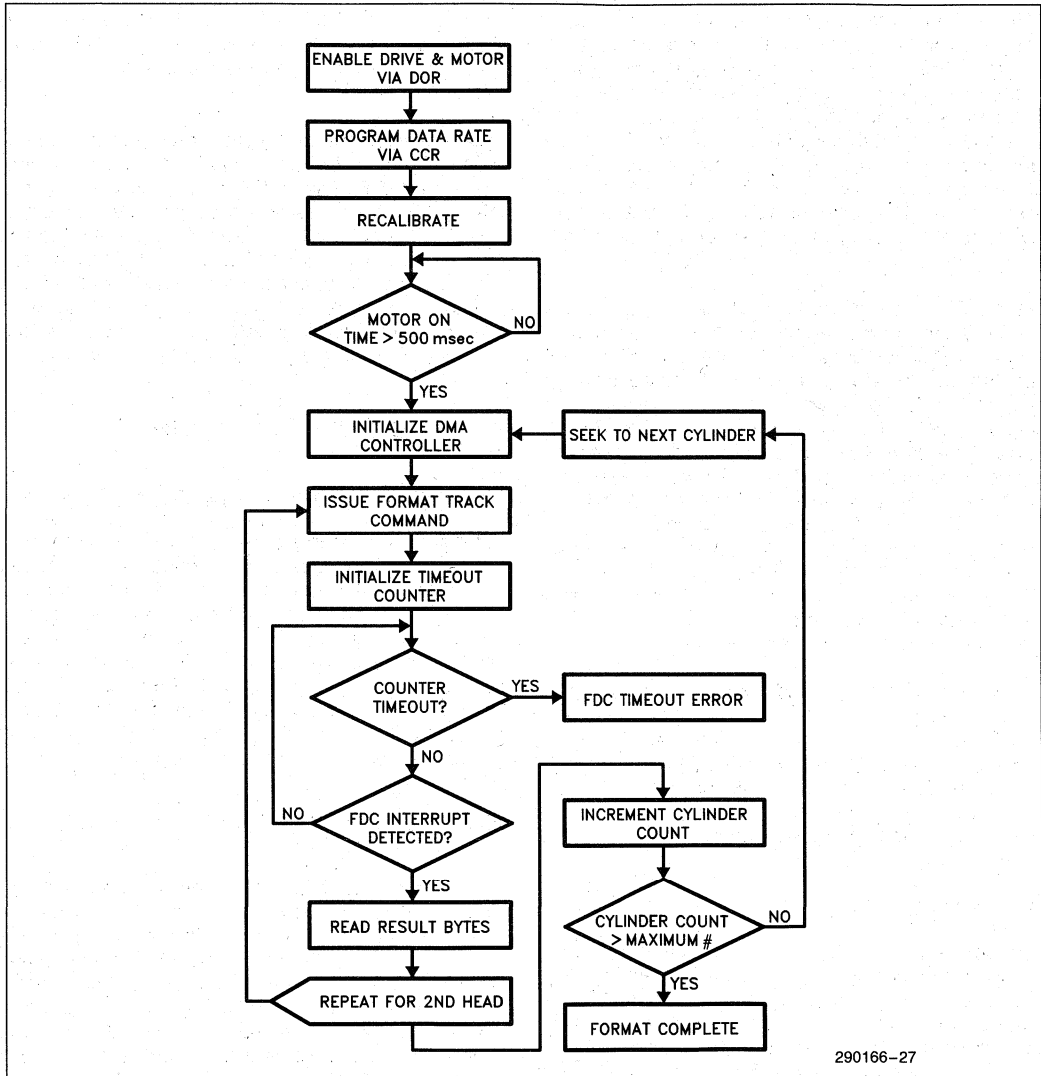 ENABLE DRIVE & MOTOR
VIA DOR
PROGRAM DATA RATE
VIA CCR
RECALIBRATE
MOTOR ON
TIME > 500 msec
NO
YES
INITIALIZE DMA
CONTROLLER
SEEK TO NEXT CYLINDER
ISSUE FORMAT TRACK
COMMAND
INITIALIZE TIMEOUT
COUNTER
COUNTER
TIMEOUT?
YES
FDC TIMEOUT ERROR
NO
FDC INTERRUPT
DETECTED?
NO
YES
READ RESULT BYTES
REPEAT FOR 2ND HEAD
INCREMENT CYLINDER
COUNT
CYLINDER COUNT
> MAXIMUM #
NO
YES
FORMAT COMPLETE
290166-27